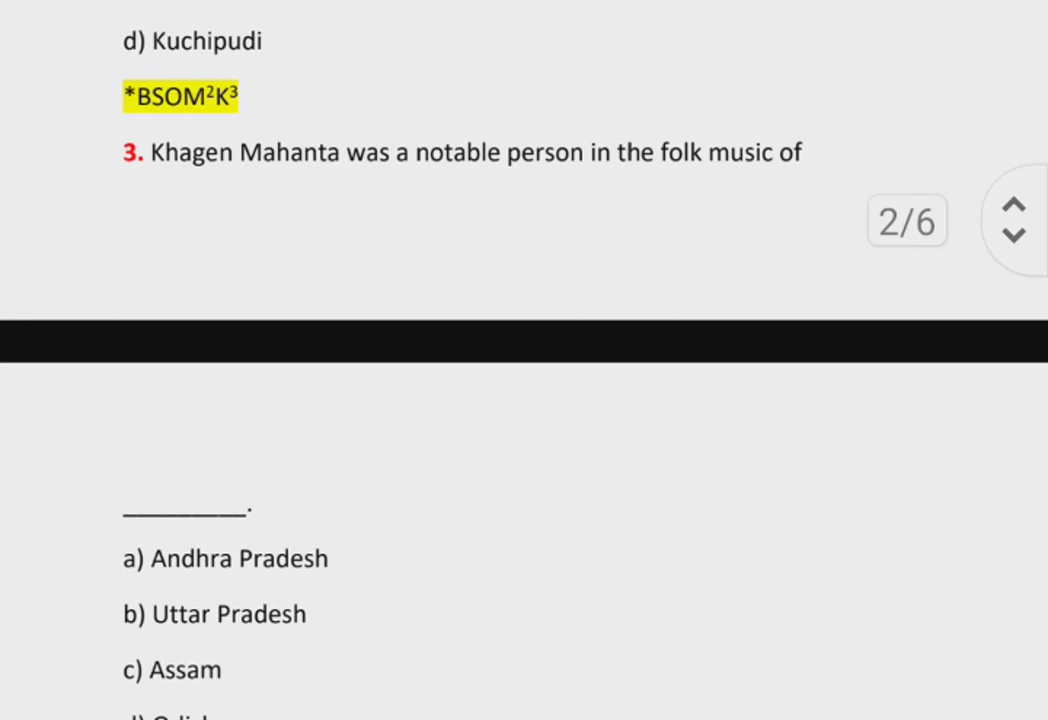 d) Kuchipudi
*BSOM²K³
3. Khagen Mahanta was a notable person in the folk music of
2/6
_________.
a) Andhra Pradesh
b) Uttar Pradesh
c) Assam